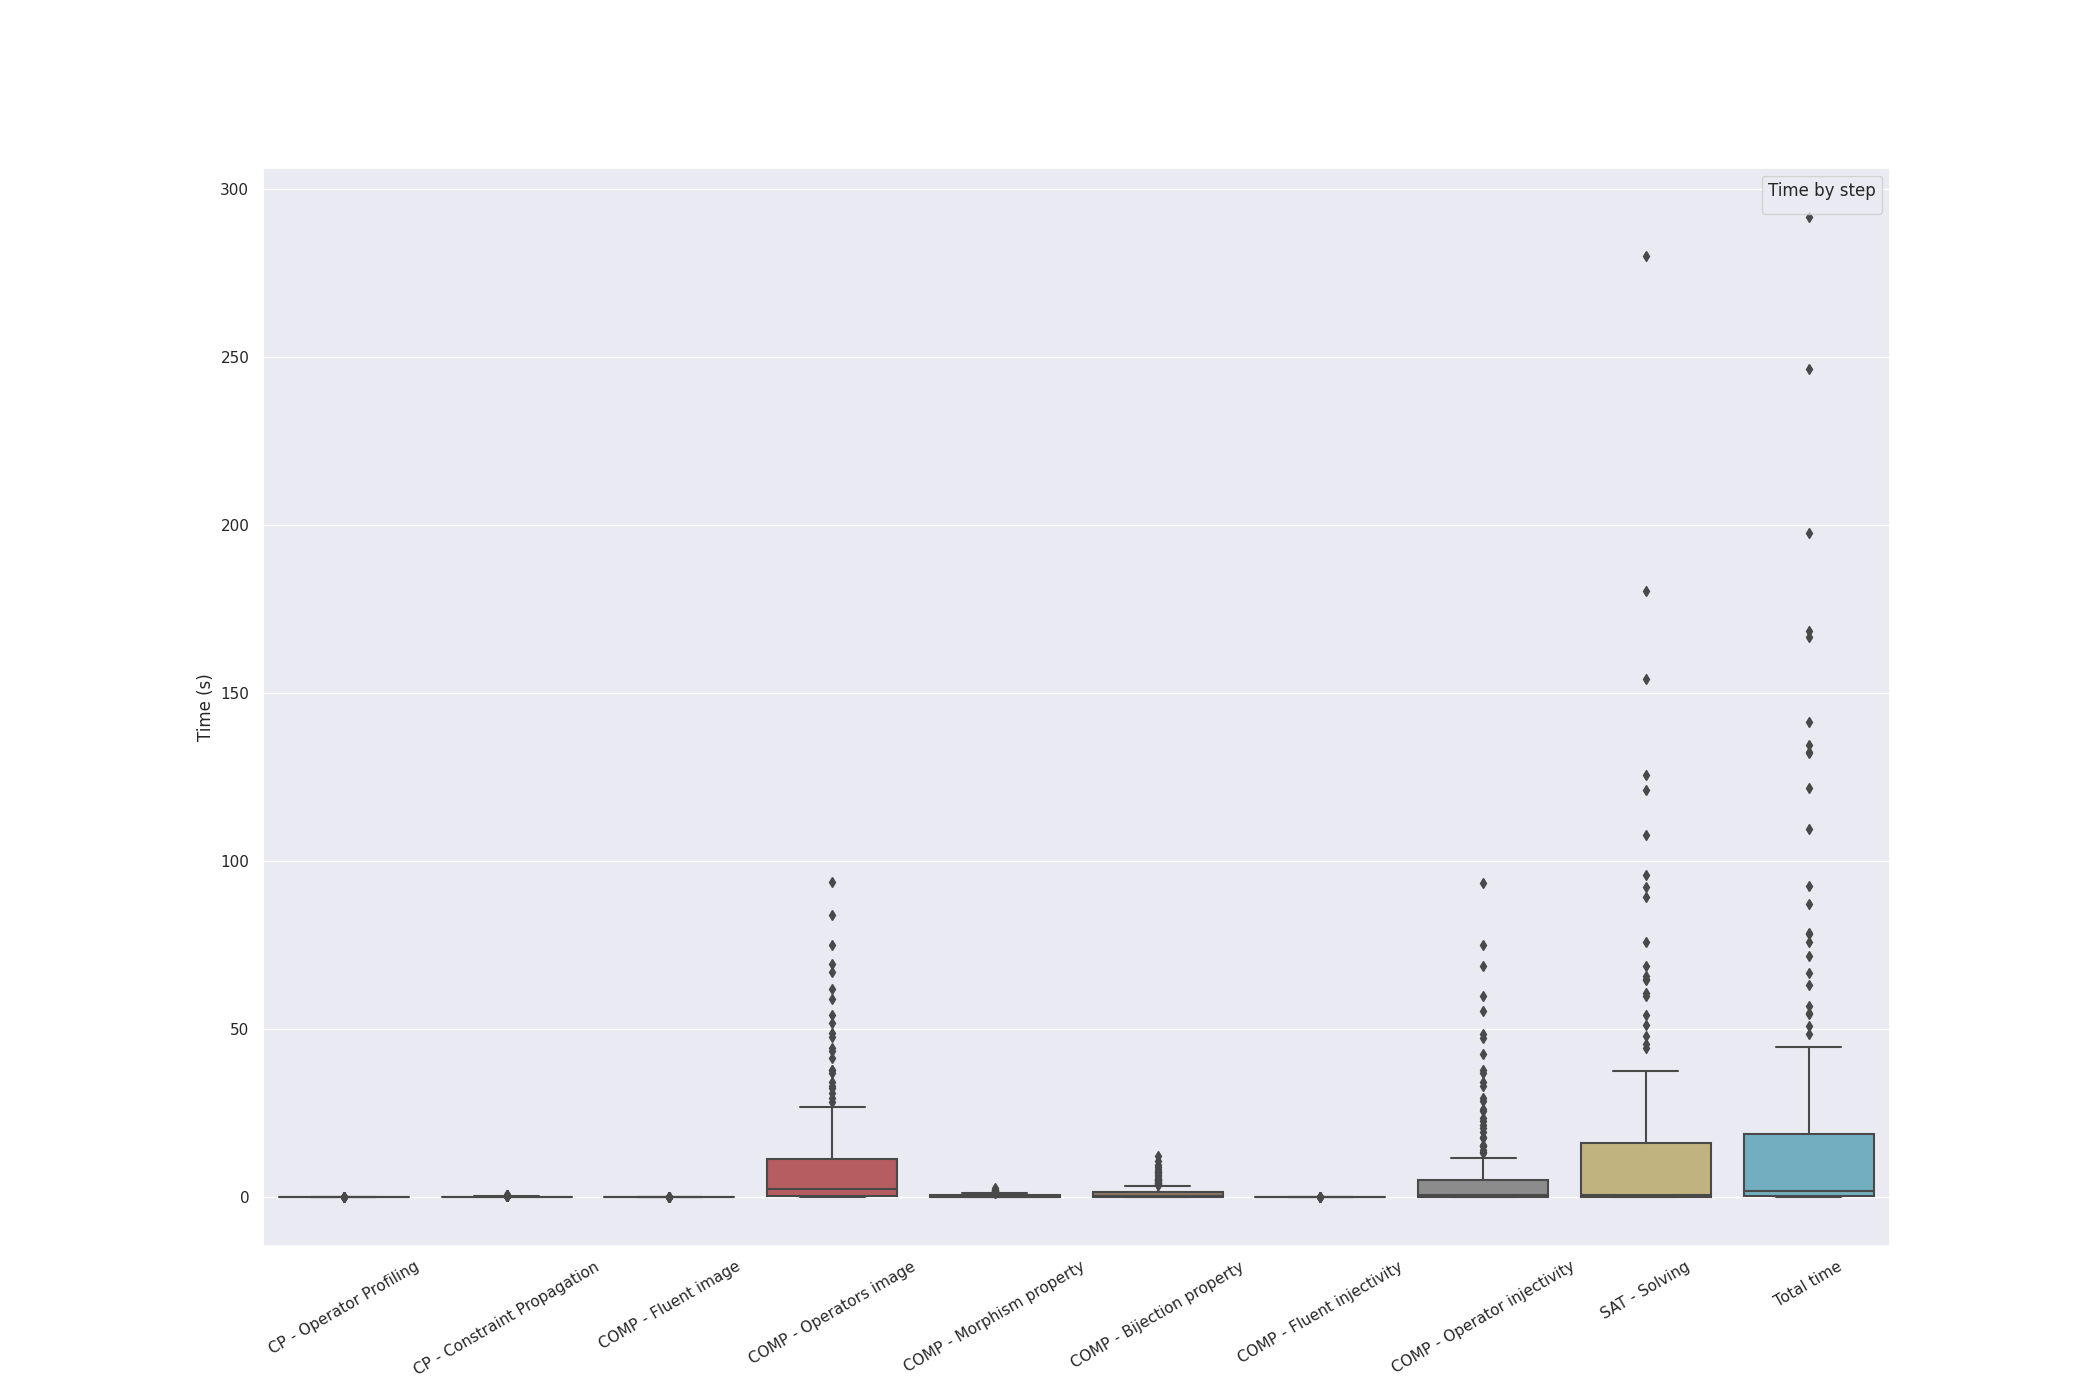 Time by step
Time (s)
300
250
200
150
100
50
0
CP - Operator Profiling
CP - Constraint Propagation
COMP - Fluent image
COMP - Operators image
COMP - Morphism property
COMP - Bijection property
COMP - Fluent injectivity
COMP - Operator injectivity
SAT - Solving
Total time